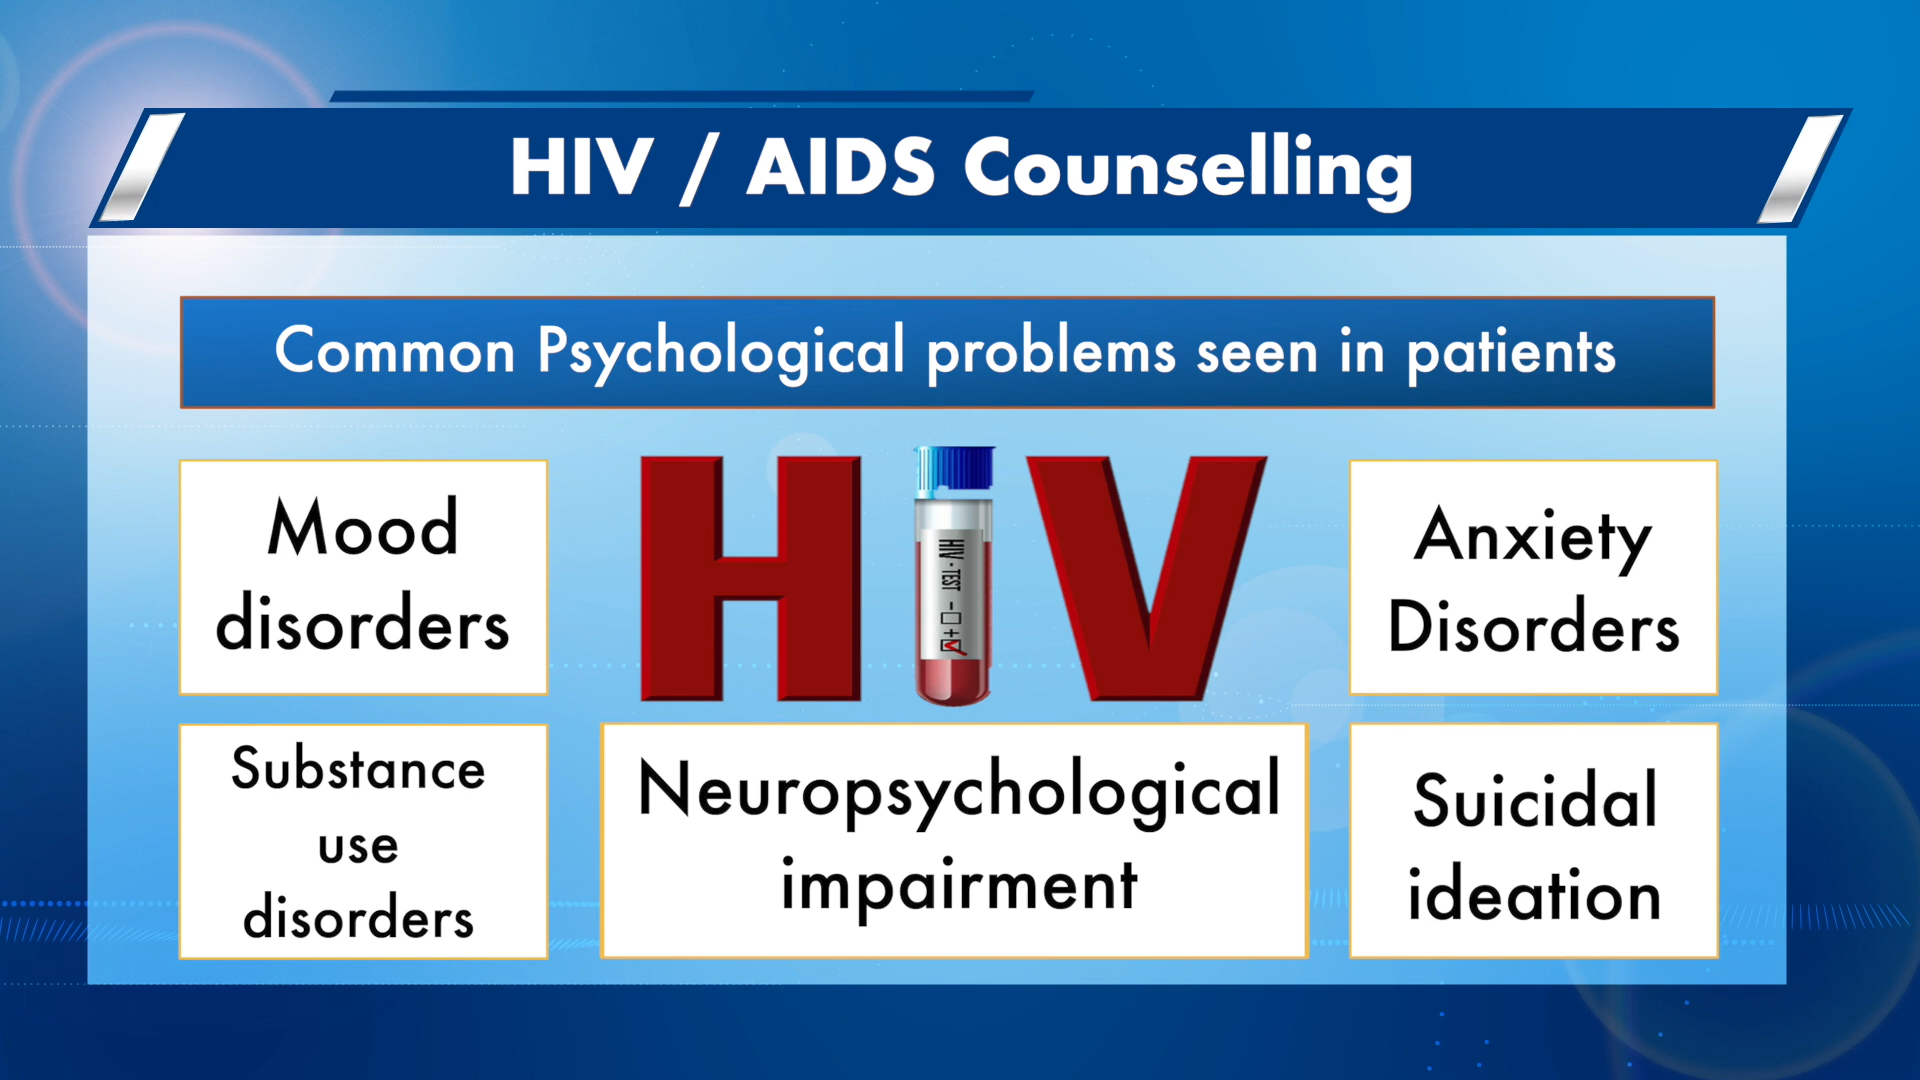 HIV / AIDS Counselling
Common Psychological problems seen in patients
Mood
disorders
H V
HIV - TEST - +
Anxiety
Disorders
Substance
use
disorders
Neuropsychological
impairment
Suicidal
ideation